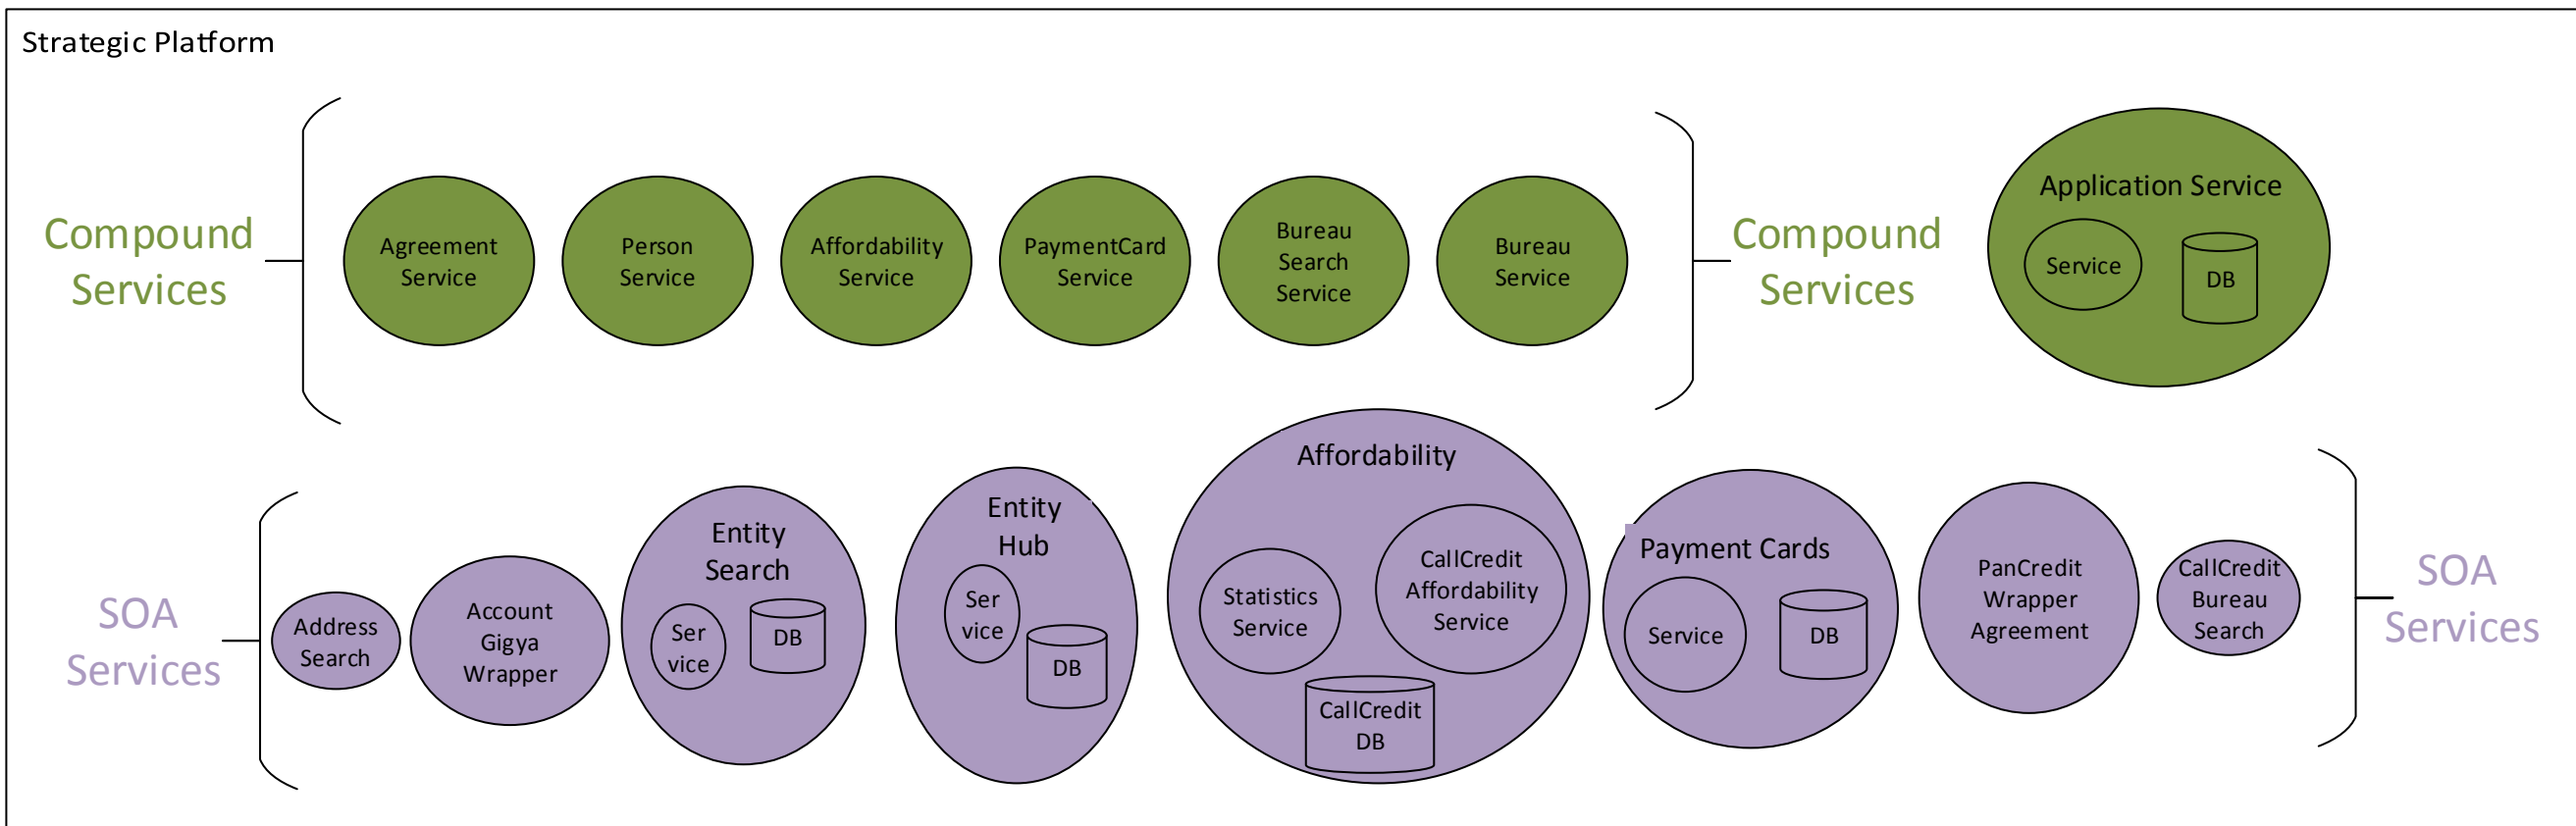 Strategic Platform
Compound
Services
Agreement
Service
Person
Service
Affordability
Service
PaymentCard
Service
Bureau
Search
Service
Bureau
Service
Compound
Services
Application Service
Service
DB
SOA
Services
Address
Search
Account
Gigya
Wrapper
Entity
Search
Ser
vice
DB
Entity
Hub
Ser
vice
DB
Affordability
Statistics
Service
CallCredit
Affordability
Service
CallCredit
DB
Payment Cards
Service
DB
PanCredit
Wrapper
Agreement
CallCredit
Bureau
Search
SOA
Services